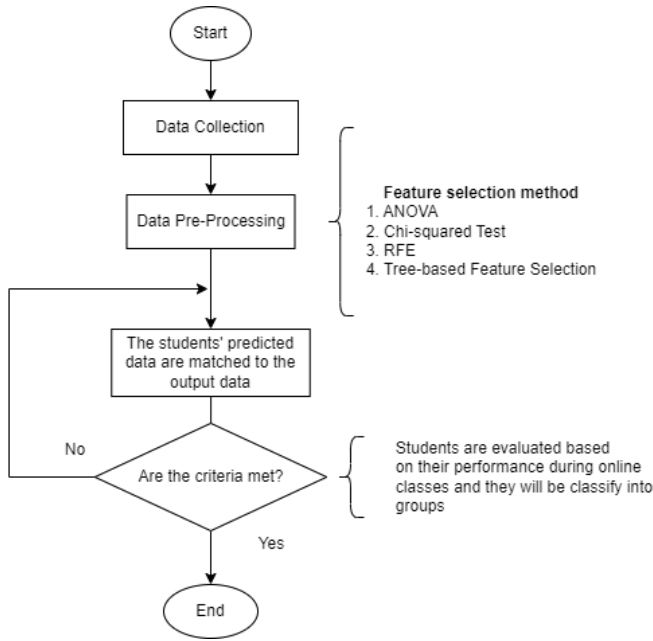 Start
Data Collection
Data Pre-Processing
Feature selection method
1. ANOVA
2. Chi-squared Test
3. RFE
4. Tree-based Feature Selection
The students' predicted
data are matched to the
output data
No
Are the criteria met?
Students are evaluated based
on their performance during online
classes and they will be classify into
groups
Yes
End